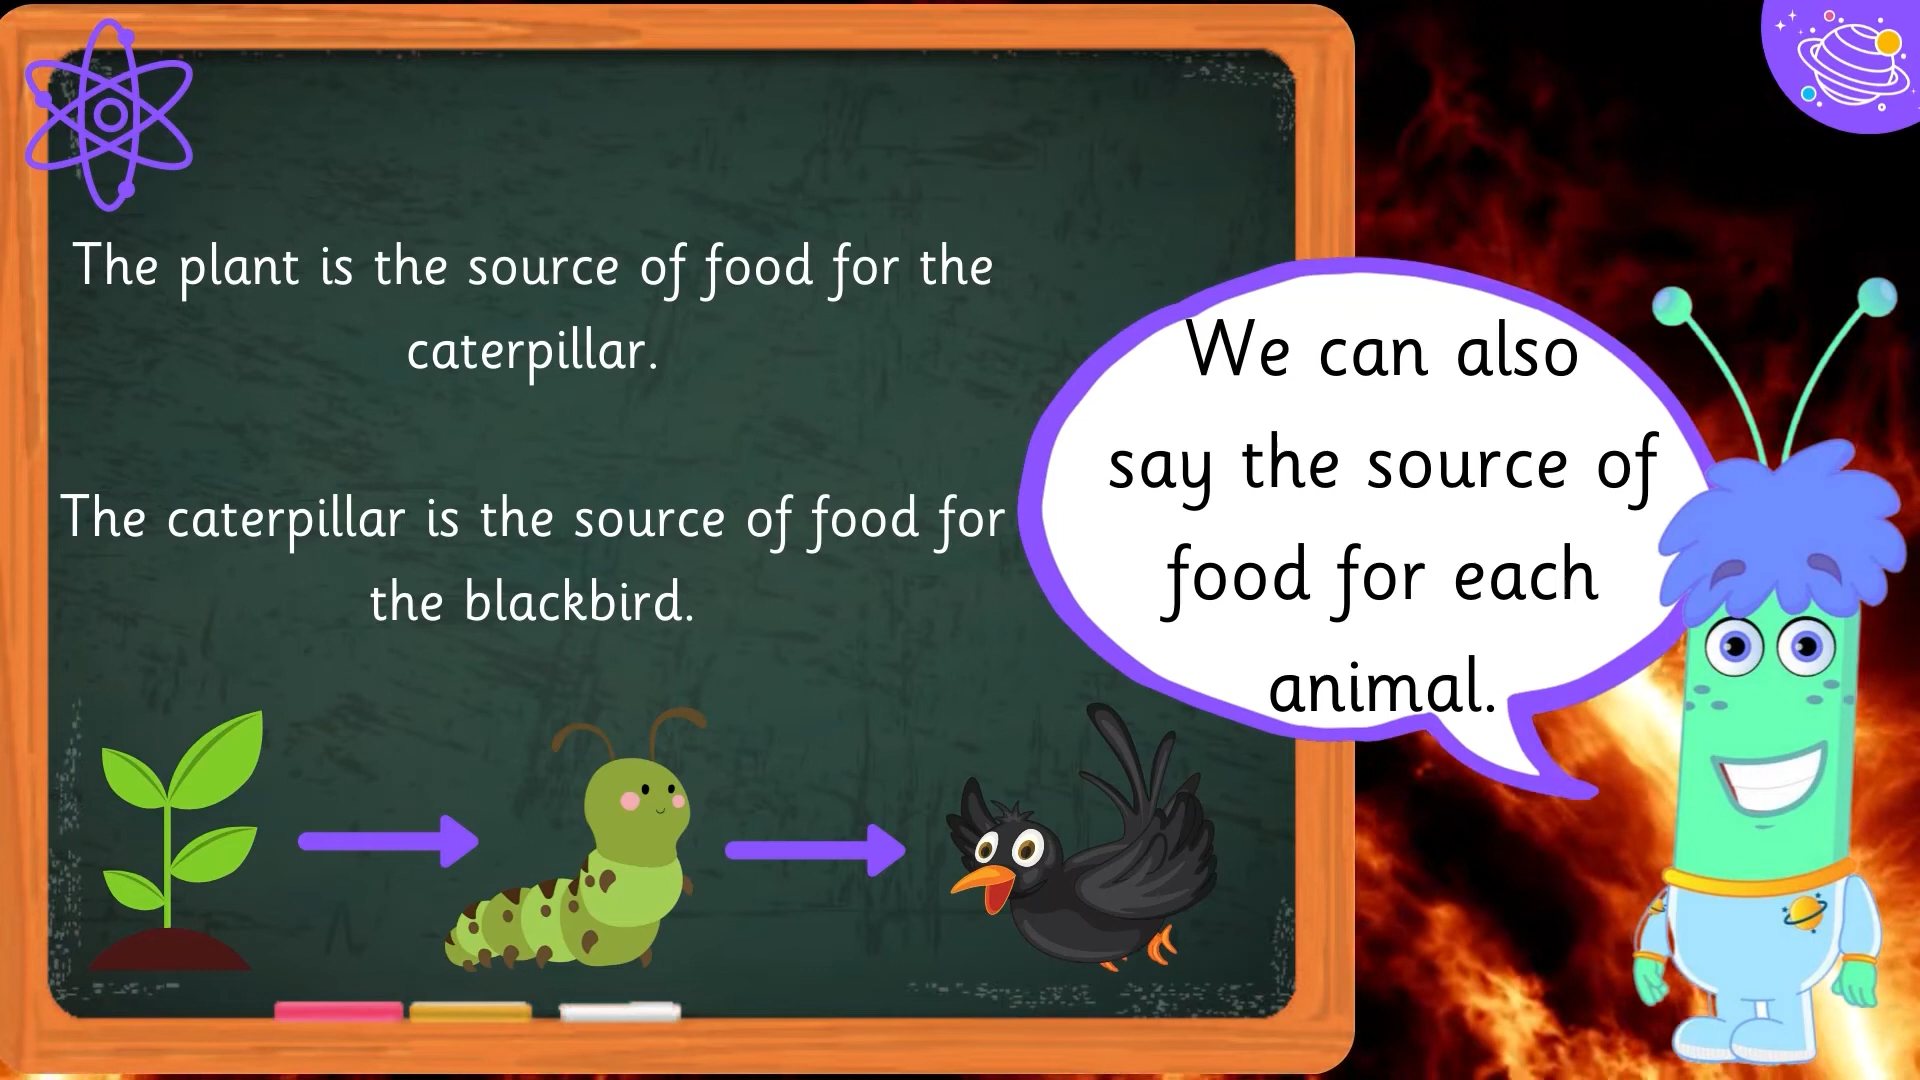 The plant is the source of food for the
caterpillar.
The caterpillar is the source of food for
the blackbird.
We can also
say the source of
food for each
animal.